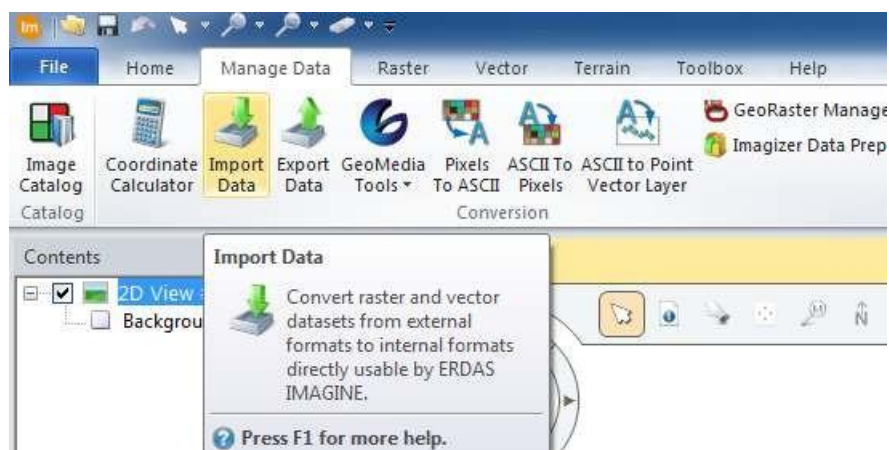 Im
File Home Manage Data Raster Vector Terrain Toolbox Help
Image Catalog
Coordinate Calculator
Import Data
Export Data
GeoMedia Tools
Pixels To ASCII
ASCII To Pixels
ASCII to Point Vector Layer
GeoRaster Manage
Imagizer Data Prep
Catalog
Conversion
Contents
2D View
Backgrou
Import Data
Convert raster and vector
datasets from external
formats to internal formats
directly usable by ERDAS
IMAGINE.
Press F1 for more help.
M
N